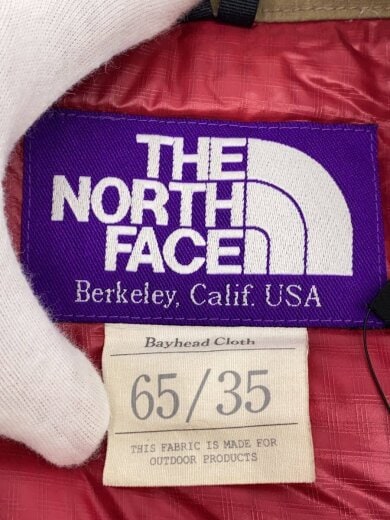 THE
NORTH
FACE
Berkeley, Calif. USA
Bayhead Cloth
65/35
THIS FABRIC IS MADE FOR
OUTDOOR PRODUCTS